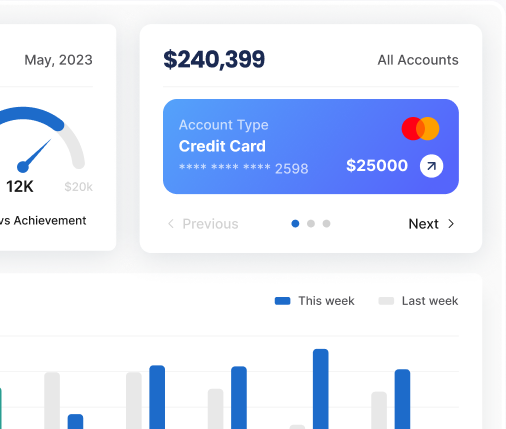 May, 2023
12K
$20k
vs Achievement
$240,399
All Accounts
Account Type
Credit Card
**** **** **** 2598
$25000
Previous
Next
This week
Last week